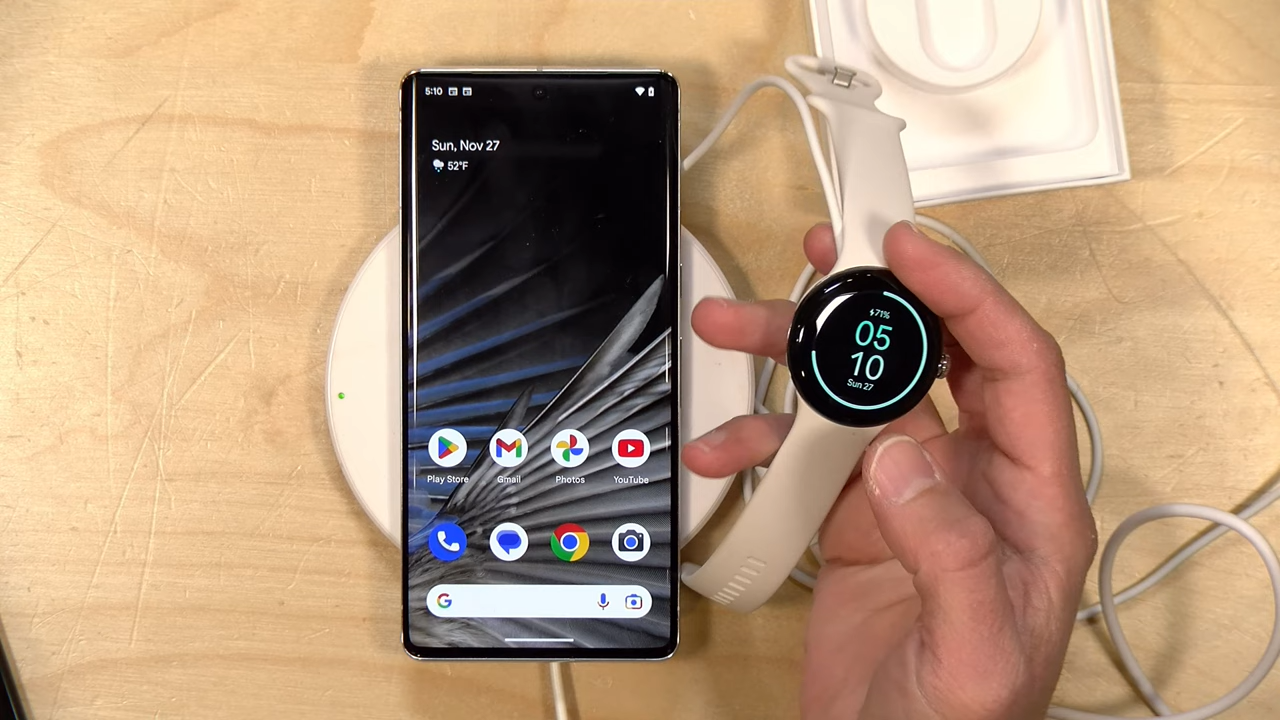 5:10
Sun, Nov 27
52°F
Play Store
Gmail
Photos
YouTube
71%
05
10
Sun 27